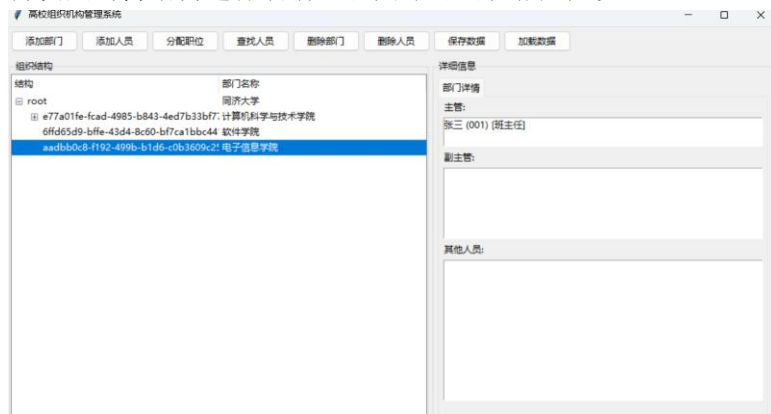 高校组织机构管理系统
添加部门 添加人员 分配职位 查找人员 删除部门 删除人员 保存数据 加载数据
组织结构
结构 部门名称
root 同济大学
e77a01fe-fcad-4985-b843-4ed7b33bf7: 计算机科学与技术学院
6ffd65d9-bffe-43d4-8c60-bf7ca1bbc44 软件学院
aadbb0c8-f192-499b-b1d6-c0b3609c2! 电子信息学院
详细信息
部门详情
主管:
张三 (001) [班主任]
副主管:
其他人员: